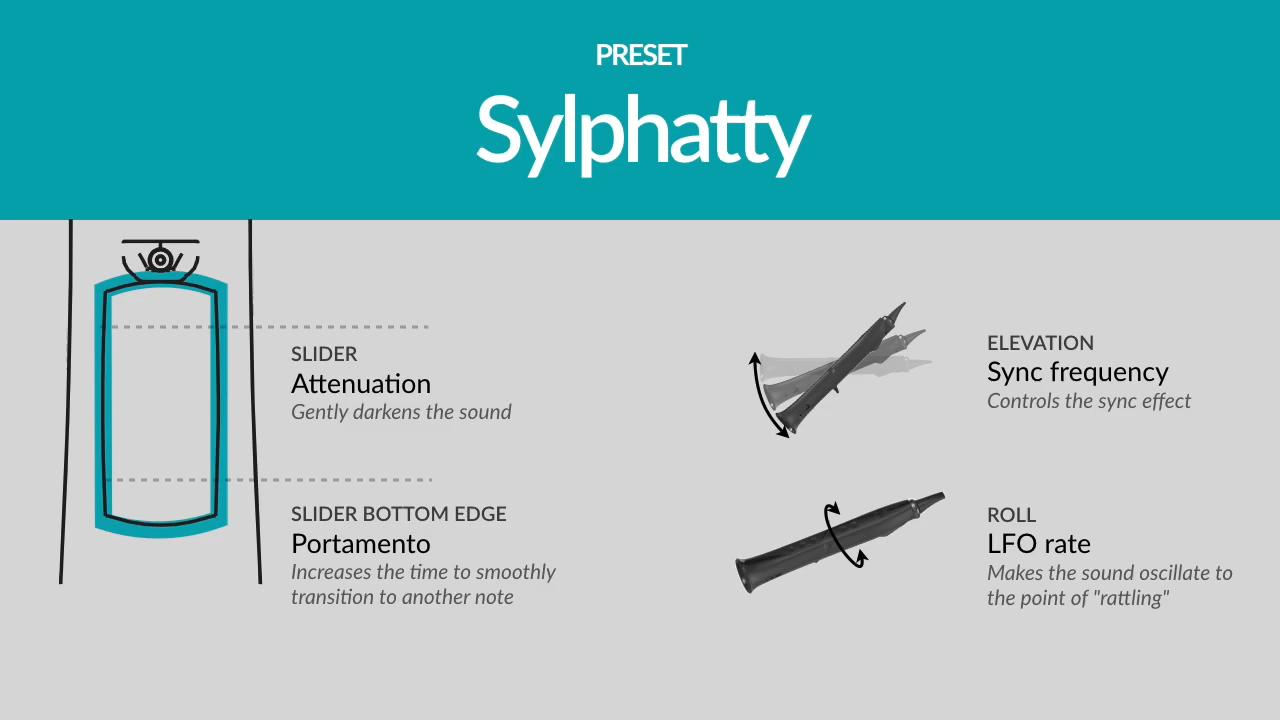 PRESET
Sylphatty
SLIDER
Attenuation
Gently darkens the sound
SLIDER BOTTOM EDGE
Portamento
Increases the time to smoothly
transition to another note
ELEVATION
Sync frequency
Controls the sync effect
ROLL
LFO rate
Makes the sound oscillate to
the point of "rattling"